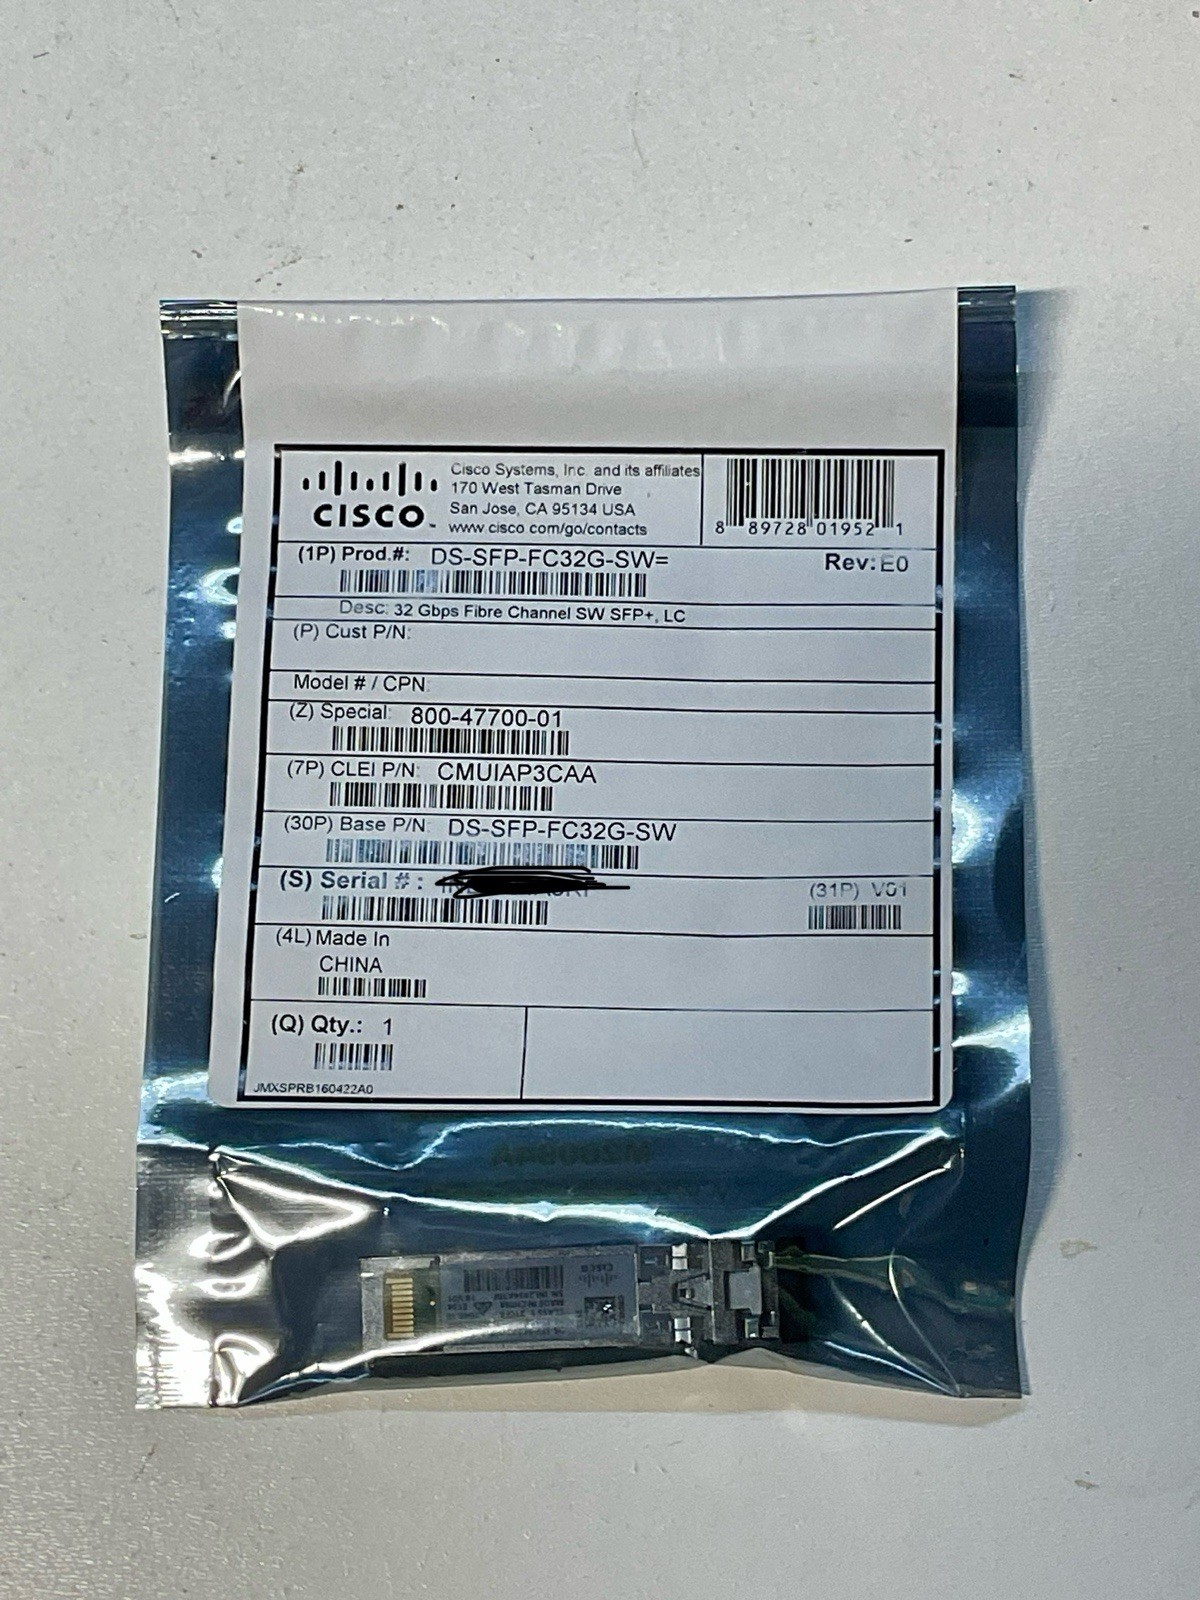 CISCO
Cisco Systems, Inc. and its affiliates
170 West Tasman Drive
San Jose, CA 95134 USA
www.cisco.com/go/contacts
8 89728 01952 1
(1P) Prod.#: DS-SFP-FC32G-SW=
Rev: E0
Desc: 32 Gbps Fibre Channel SW SFP+, LC
(P) Cust P/N:
Model # / CPN:
(Z) Special: 800-47700-01
(7P) CLEI P/N: CMUIAP3CAA
(30P) Base P/N: DS-SFP-FC32G-SW
(S) Serial #:
(31P) V01
(4L) Made In
CHINA
(Q) Qty.: 1
JMXSPRB160422A0
CISCO